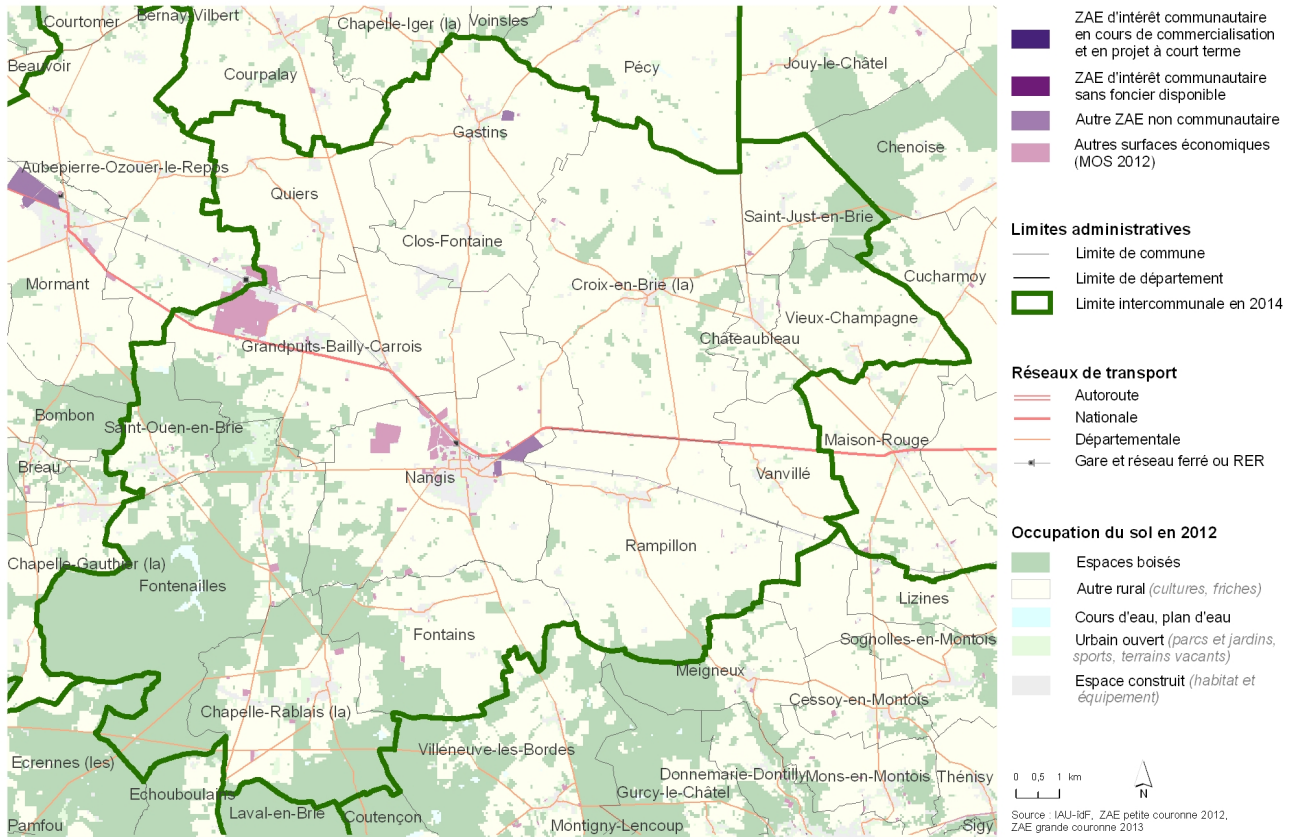 Courtomer
Bernay-Vilbert
Chapelle-Iger (la)
Voinsles
Beauvoir
Courpalay
Pécy
Jouy-le-Châtel
Gastins
Chenoise
Aubepierre-Ozouer-le-Repos
Quiers
Saint-Just-en-Brie
Clos-Fontaine
Mormant
Croix-en-Brie (la)
Cucharmoy
Vieux-Champagne
Châteaubleau
Grandpuits-Bailly-Carrois
Bombon
Saint-Ouen-en-Brie
Maison-Rouge
Bréau
Nangis
Vanvillé
Rampillon
Chapelle-Gauthier (la)
Fontenailles
Lizines
Fontains
Sognolles-en-Montois
Meigneux
Cessoy-en-Montois
Chapelle-Rablais (la)
Villeneuve-les-Bordes
Ecrennes (les)
Donnemarie-Dontilly
Mons-en-Montois
Thénisy
Echouboulains
Gurcy-le-Châtel
Laval-en-Brie
Coutençon
Pamfou
Montigny-Lencoup
Sigy
ZAE d'intérêt communautaire
en cours de commercialisation
et en projet à court terme
ZAE d'intérêt communautaire
sans foncier disponible
Autre ZAE non communautaire
Autres surfaces économiques
(MOS 2012)
Limites administratives
Limite de commune
Limite de département
Limite intercommunale en 2014
Réseaux de transport
Autoroute
Nationale
Départementale
Gare et réseau ferré ou RER
Occupation du sol en 2012
Espaces boisés
Autre rural (cultures, friches)
Cours d'eau, plan d'eau
Urbain ouvert (parcs et jardins,
sports, terrains vacants)
Espace construit (habitat et
équipement)
0 0,5 1 km
N
Source : IAU-îdF, ZAE petite couronne 2012,
ZAE grande couronne 2013